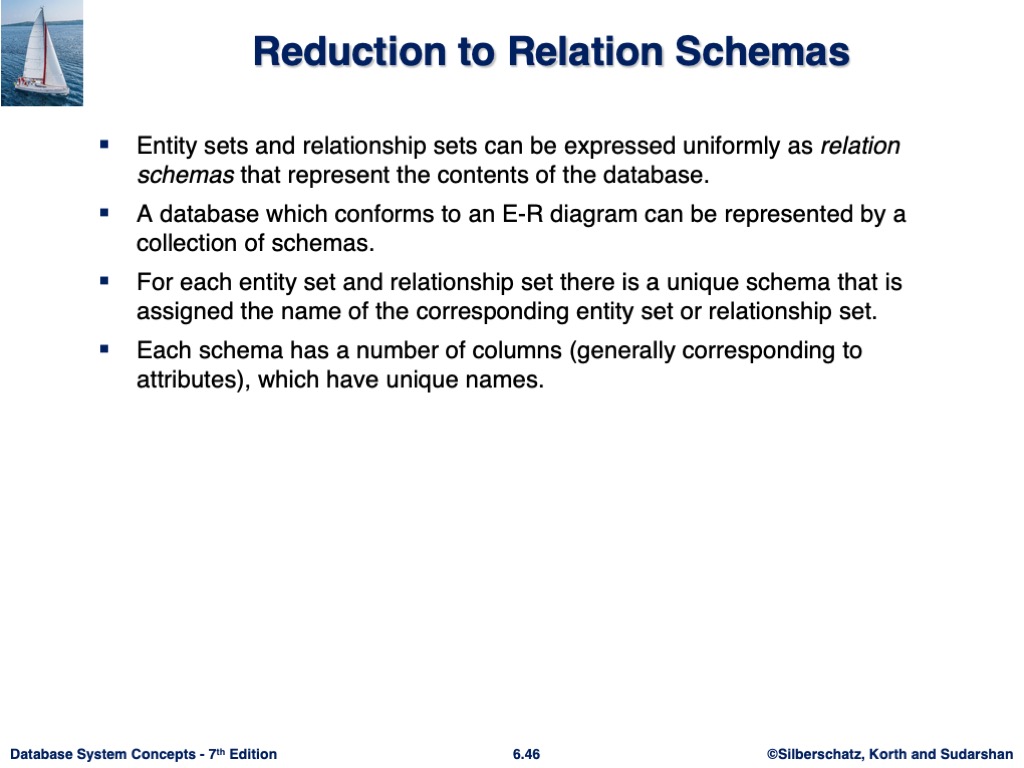 Reduction to Relation Schemas
▪ Entity sets and relationship sets can be expressed uniformly as relation
schemas that represent the contents of the database.
▪ A database which conforms to an E-R diagram can be represented by a
collection of schemas.
▪ For each entity set and relationship set there is a unique schema that is
assigned the name of the corresponding entity set or relationship set.
▪ Each schema has a number of columns (generally corresponding to
attributes), which have unique names.
Database System Concepts - 7th Edition
6.46
©Silberschatz, Korth and Sudarshan